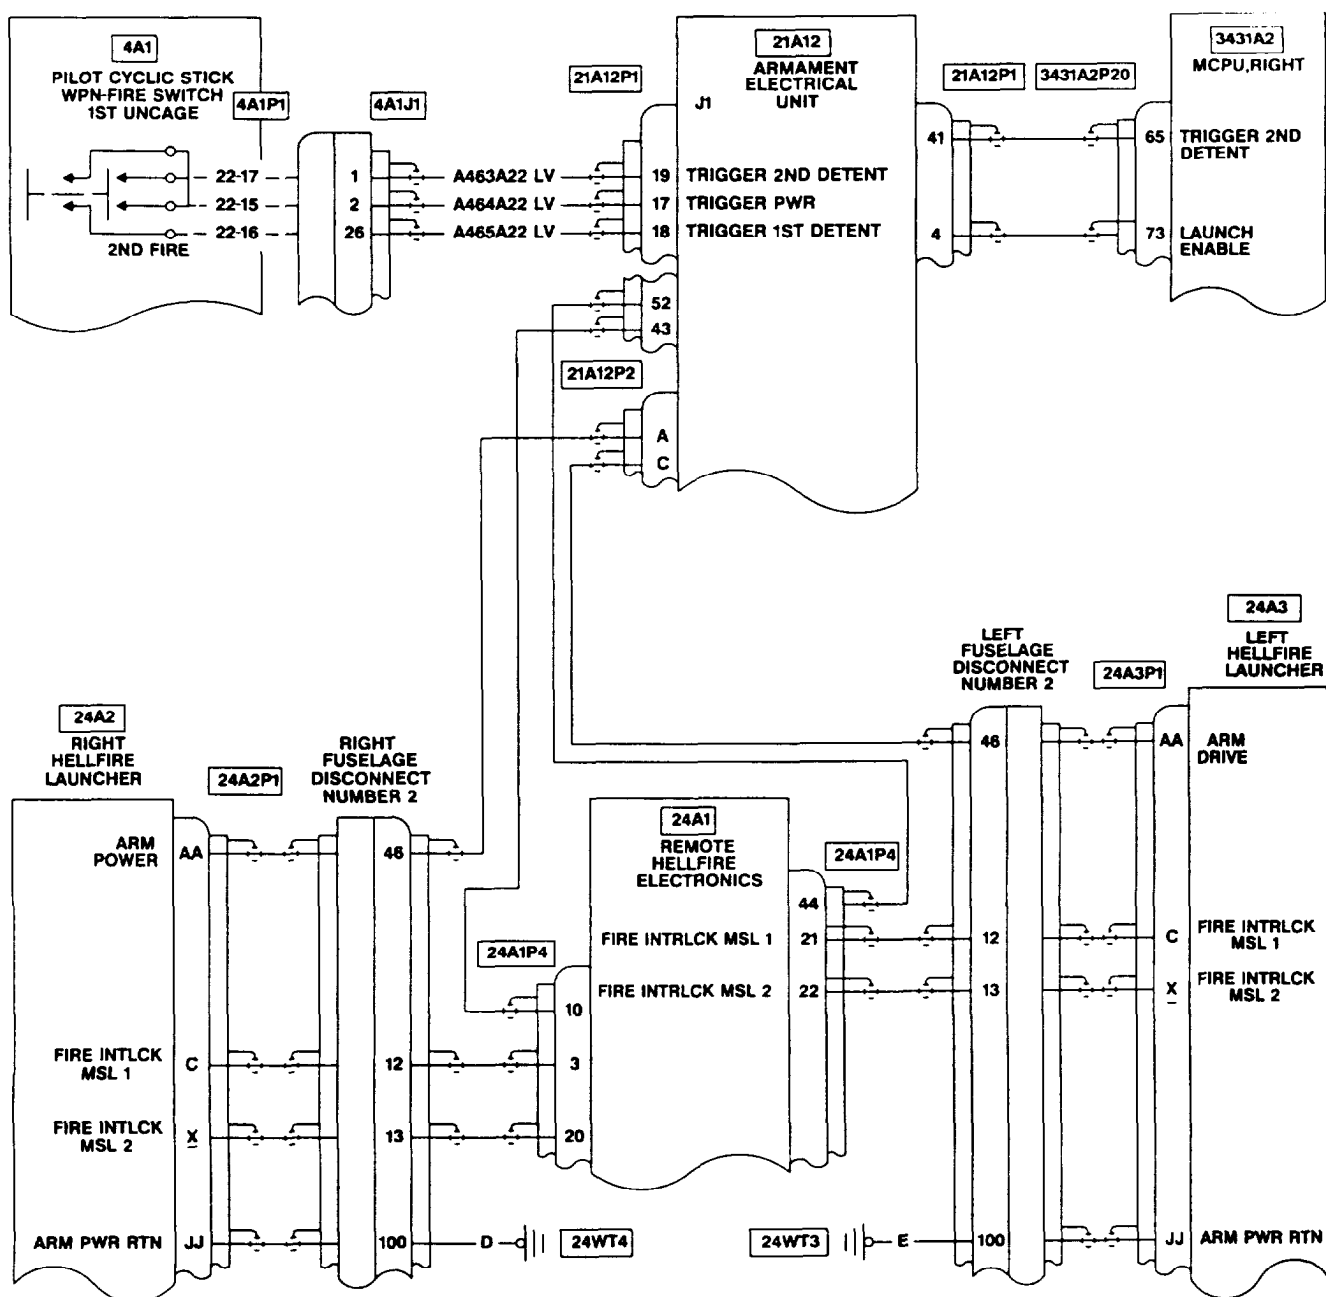 4A1
PILOT CYCLIC STICK
WPN-FIRE SWITCH
1ST UNCAGE
4A1P1
4A1J1
22-17
22-15
22-16
2ND FIRE
1
2
26
A463A22 LV
A464A22 LV
A465A22 LV
21A12P1
19
17
18
52
43
21A12P2
A
C
21A12
ARMAMENT
ELECTRICAL
UNIT
J1
TRIGGER 2ND DETENT
TRIGGER PWR
TRIGGER 1ST DETENT
21A12P1
41
4
3431A2P20
65
73
3431A2
MCPU,RIGHT
TRIGGER 2ND
DETENT
LAUNCH
ENABLE
24A2
RIGHT
HELLFIRE
LAUNCHER
24A2P1
ARM
POWER
AA
FIRE INTLCK
MSL 1
C
FIRE INTLCK
MSL 2
X
ARM PWR RTN
JJ
RIGHT
FUSELAGE
DISCONNECT
NUMBER 2
46
12
13
100
D
24WT4
24A1P4
10
3
20
24A1
REMOTE
HELLFIRE
ELECTRONICS
FIRE INTRLCK MSL 1
FIRE INTRLCK MSL 2
44
21
22
24A1P4
LEFT
FUSELAGE
DISCONNECT
NUMBER 2
46
12
13
100
24WT3
E
24A3P1
24A3
LEFT
HELLFIRE
LAUNCHER
AA
ARM
DRIVE
C
FIRE INTRLCK
MSL 1
X
FIRE INTRLCK
MSL 2
JJ
ARM PWR RTN